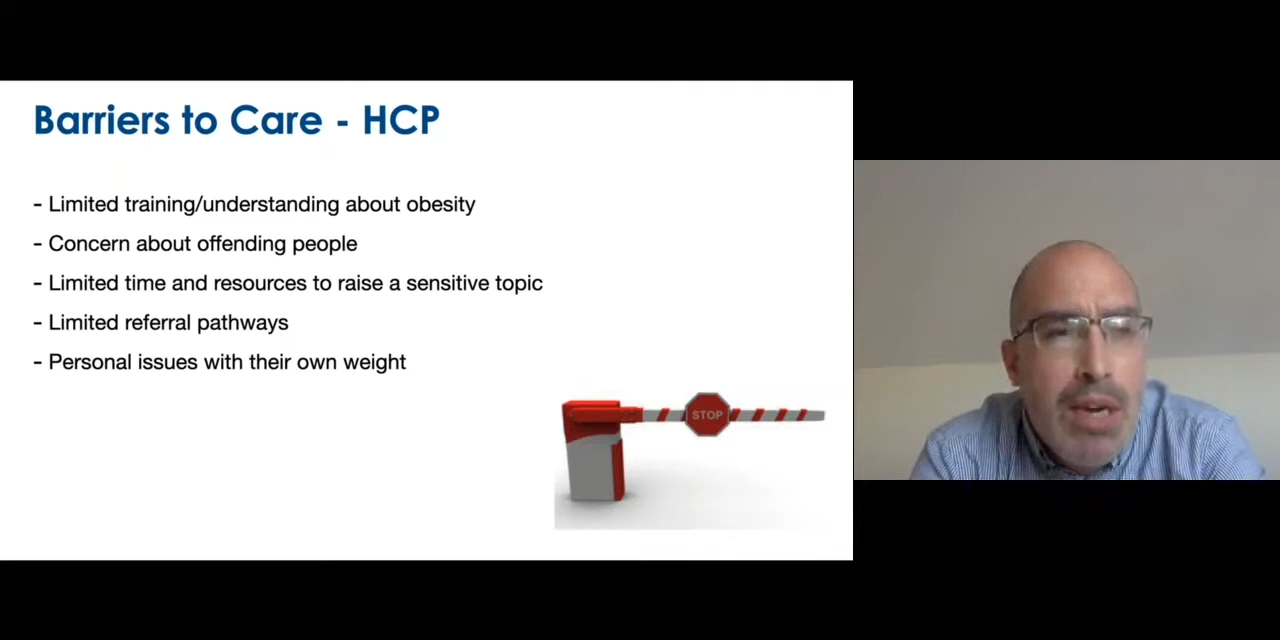 Barriers to Care - HCP
- Limited training/understanding about obesity
- Concern about offending people
- Limited time and resources to raise a sensitive topic
- Limited referral pathways
- Personal issues with their own weight
STOP